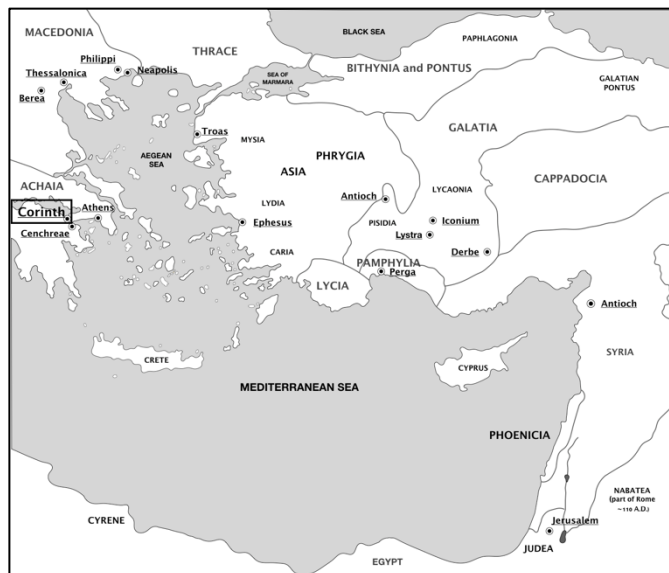 BLACK SEA
PAPHLAGONIA
MACEDONIA
THRACE
Philippi
Neapolis
SEA OF
MARMARA
BITHYNIA and PONTUS
Thessalonica
Berea
GALATIAN
PONTUS
Troas
MYSIA
GALATIA
AEGEAN
SEA
PHRYGIA
ASIA
CAPPADOCIA
ACHAIA
LYCAONIA
Antioch
LYDIA
Corinth
Athens
Ephesus
PISIDIA
Iconium
Lystra
Cenchreae
CARIA
Derbe
PAMPHYLIA
Perga
LYCIA
Antioch
CRETE
CYPRUS
SYRIA
MEDITERRANEAN SEA
PHOENICIA
NABATEA
(part of Rome
~110 A.D.)
CYRENE
Jerusalem
JUDEA
EGYPT